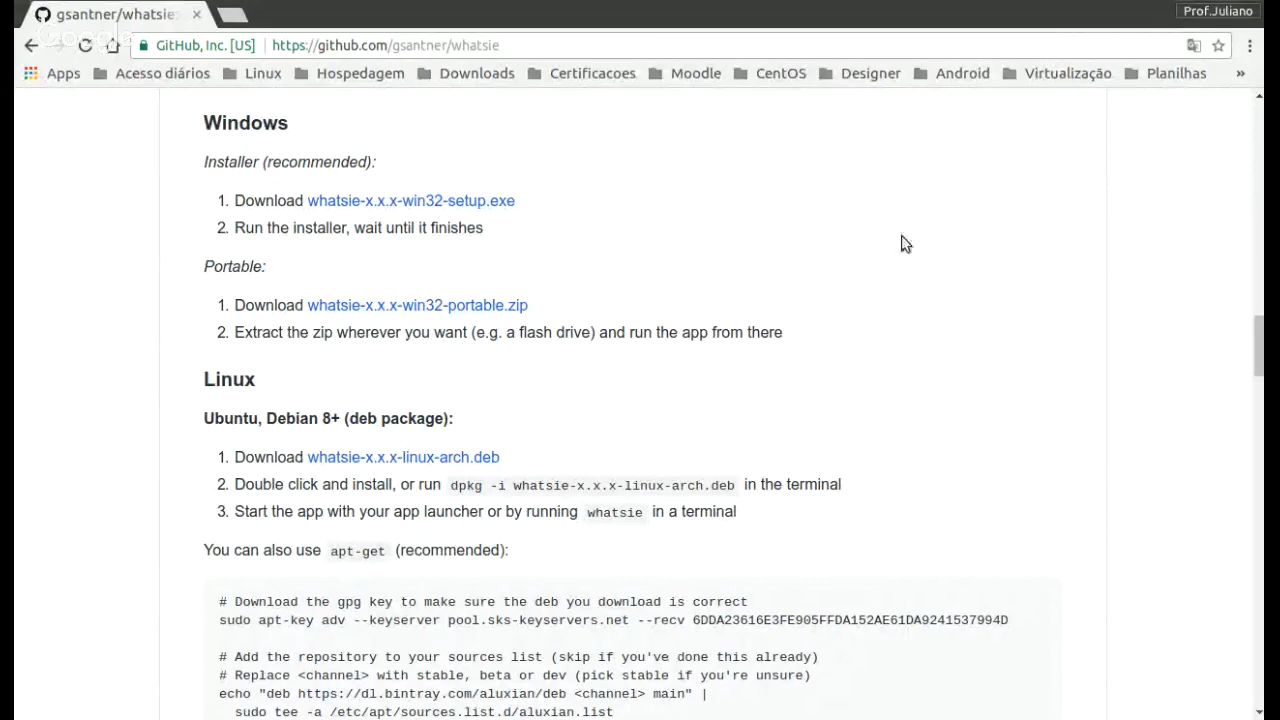 gsantner/whatsie:
Prof.Juliano
Google
GitHub, Inc. [US] https://github.com/gsantner/whatsie
Apps Acesso diários Linux Hospedagem Downloads Certificacoes Moodle CentOS Designer Android Virtualização Planilhas »
Windows
Installer (recommended):
1. Download whatsie-x.x.x-win32-setup.exe
2. Run the installer, wait until it finishes
Portable:
1. Download whatsie-x.x.x-win32-portable.zip
2. Extract the zip wherever you want (e.g. a flash drive) and run the app from there
Linux
Ubuntu, Debian 8+ (deb package):
1. Download whatsie-x.x.x-linux-arch.deb
2. Double click and install, or run dpkg -i whatsie-x.x.x-linux-arch.deb in the terminal
3. Start the app with your app launcher or by running whatsie in a terminal
You can also use apt-get (recommended):
# Download the gpg key to make sure the deb you download is correct
sudo apt-key adv --keyserver pool.sks-keyservers.net --recv 6DDA23616E3FE905FFDA152AE61DA9241537994D
# Add the repository to your sources list (skip if you've done this already)
# Replace <channel> with stable, beta or dev (pick stable if you're unsure)
echo "deb https://dl.bintray.com/aluxian/deb <channel> main" |
sudo tee -a /etc/apt/sources.list.d/aluxian.list